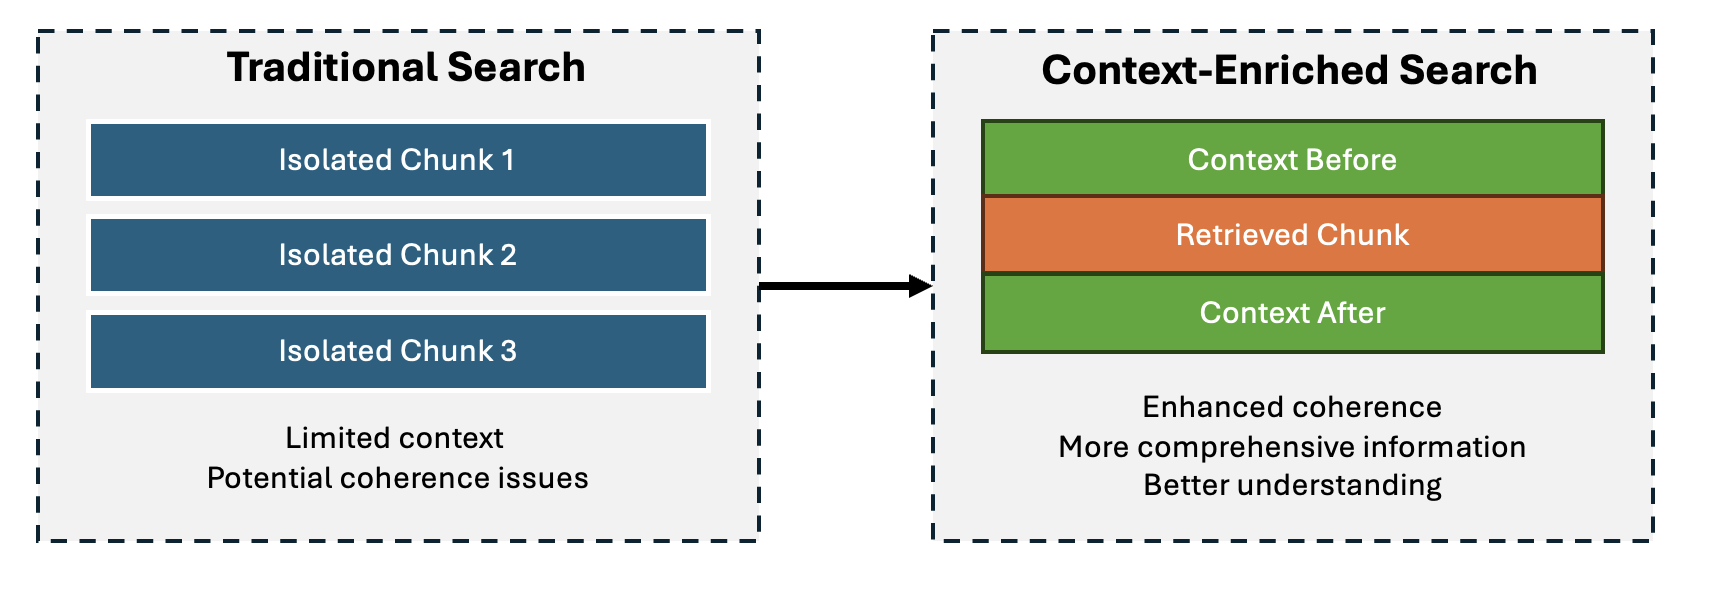 Traditional Search
Isolated Chunk 1
Isolated Chunk 2
Isolated Chunk 3
Limited context
Potential coherence issues
Context-Enriched Search
Context Before
Retrieved Chunk
Context After
Enhanced coherence
More comprehensive information
Better understanding